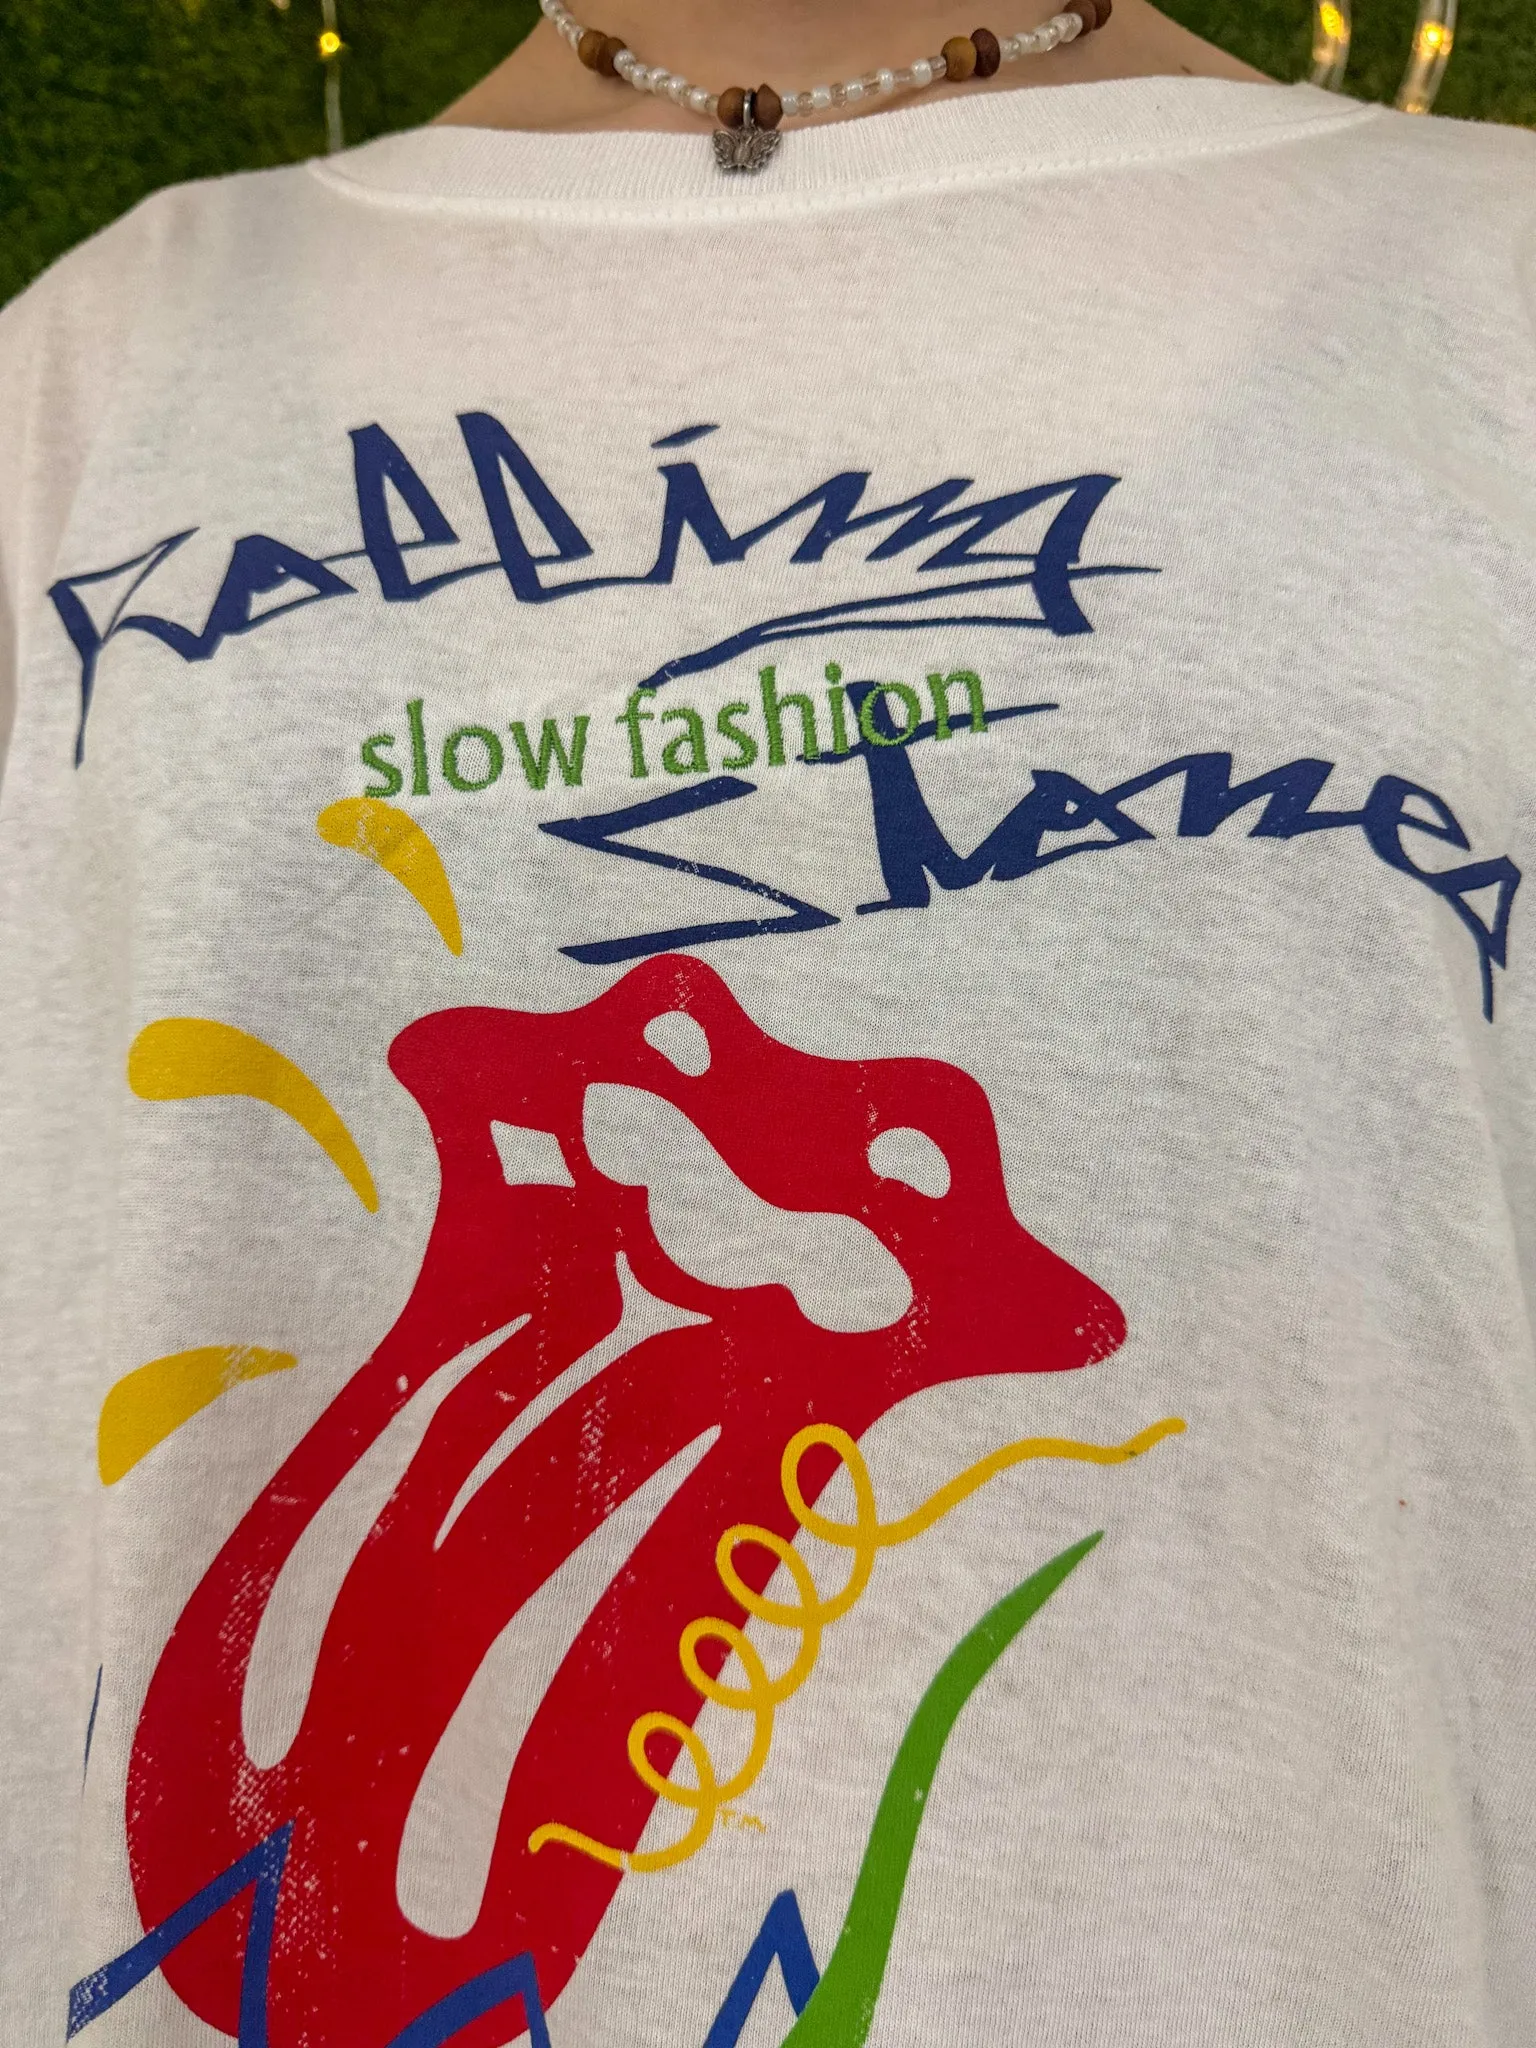 Rolling
slow fashion
Stones
TM